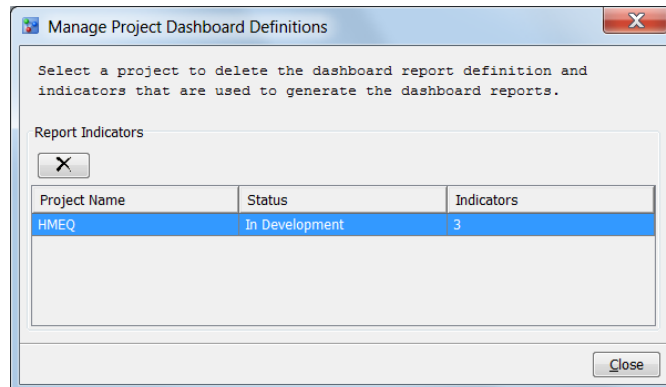 Manage Project Dashboard Definitions
Select a project to delete the dashboard report definition and
indicators that are used to generate the dashboard reports.
Report Indicators
Project Name Status Indicators
HMEQ In Development 3
Close